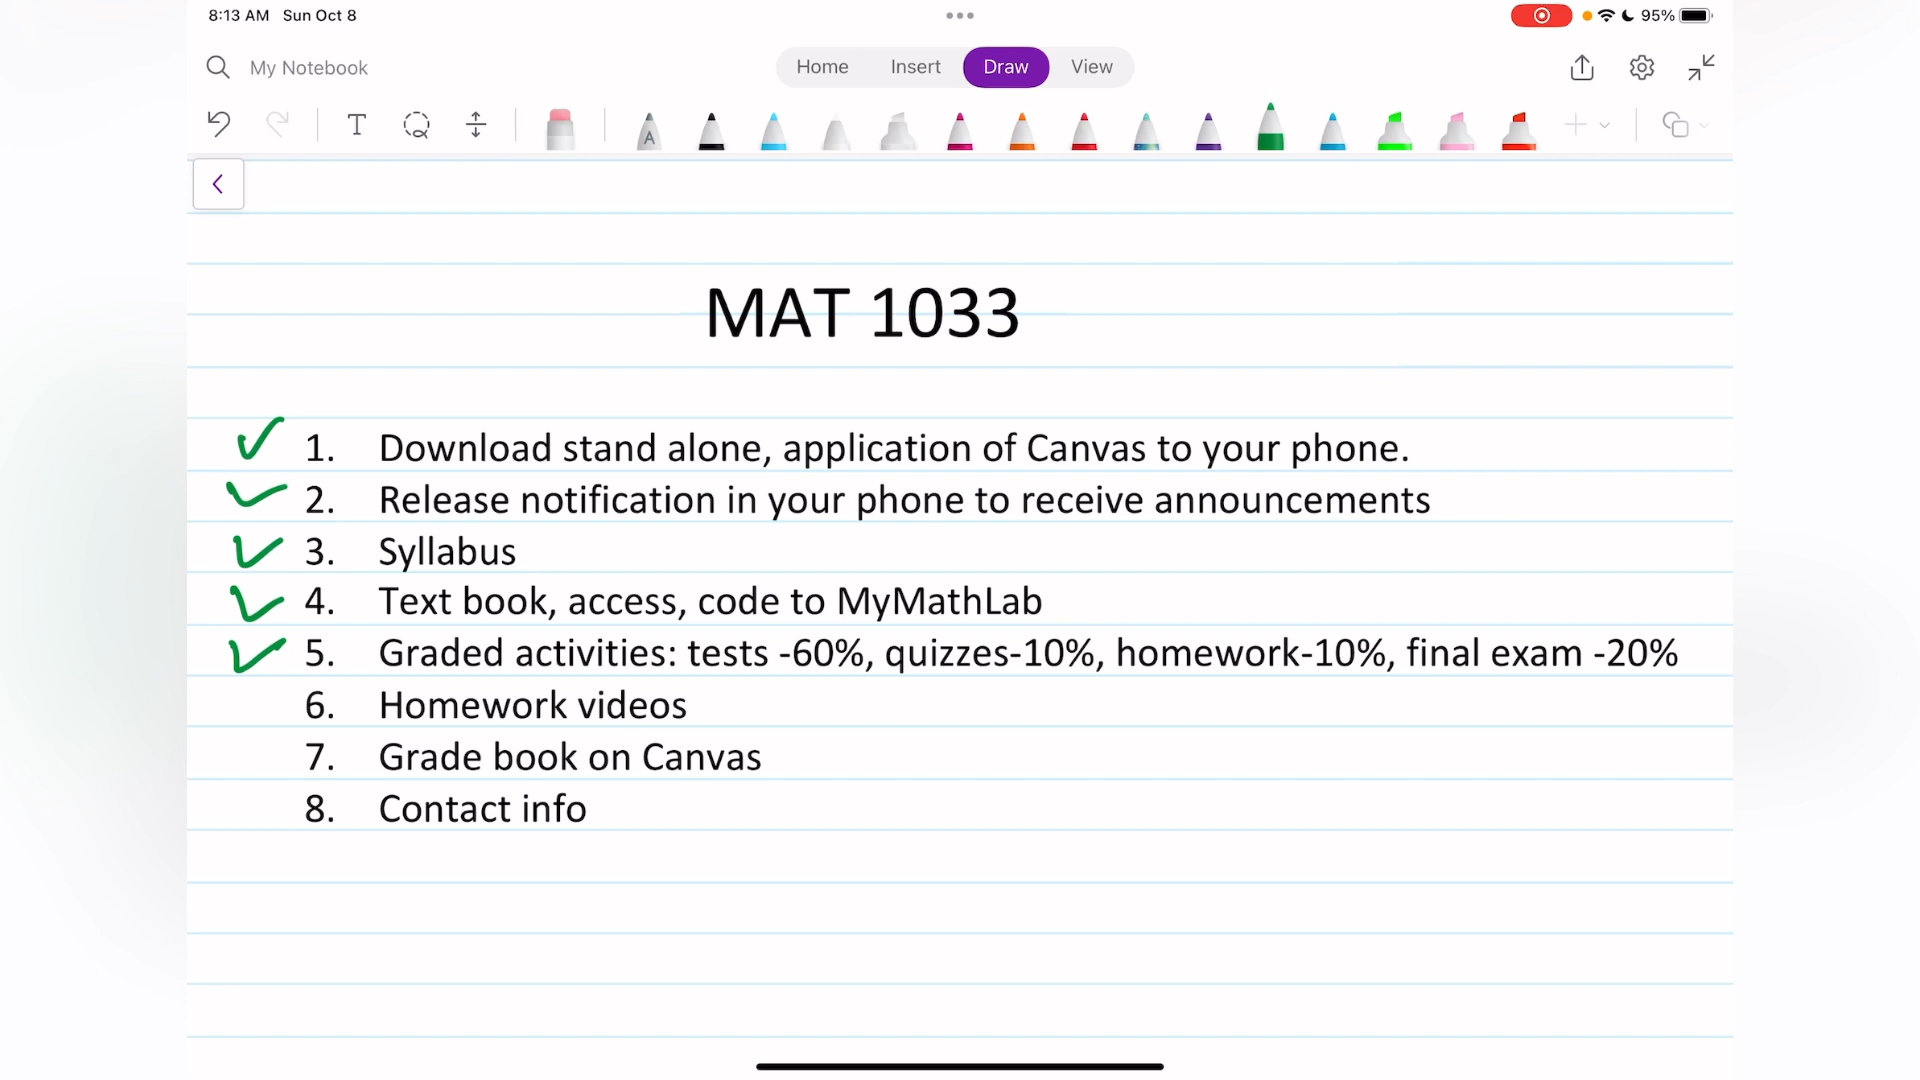 8:13 AM Sun Oct 8
95%
My Notebook
Home Insert Draw View
T
A
MAT 1033
1. Download stand alone, application of Canvas to your phone.
2. Release notification in your phone to receive announcements
3. Syllabus
4. Text book, access, code to MyMathLab
5. Graded activities: tests -60%, quizzes-10%, homework-10%, final exam -20%
6. Homework videos
7. Grade book on Canvas
8. Contact info